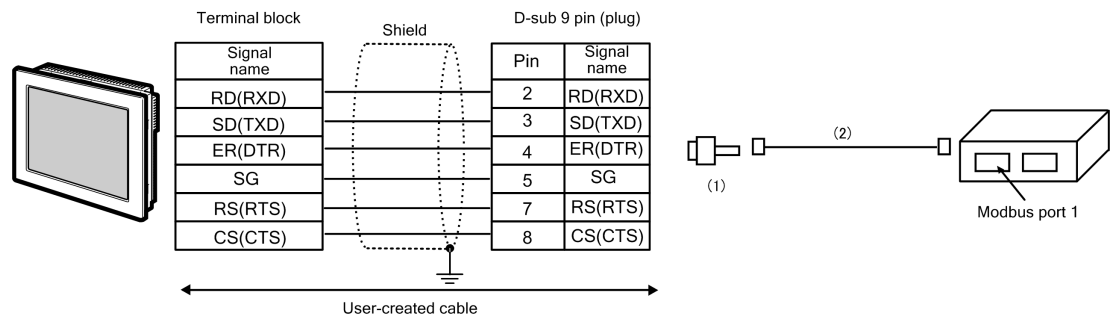 Terminal block
Shield
D-sub 9 pin (plug)
Signal
name
Pin
Signal
name
RD(RXD)
2
RD(RXD)
SD(TXD)
3
SD(TXD)
ER(DTR)
4
ER(DTR)
SG
5
SG
RS(RTS)
7
RS(RTS)
CS(CTS)
8
CS(CTS)
User-created cable
(1)
(2)
Modbus port 1